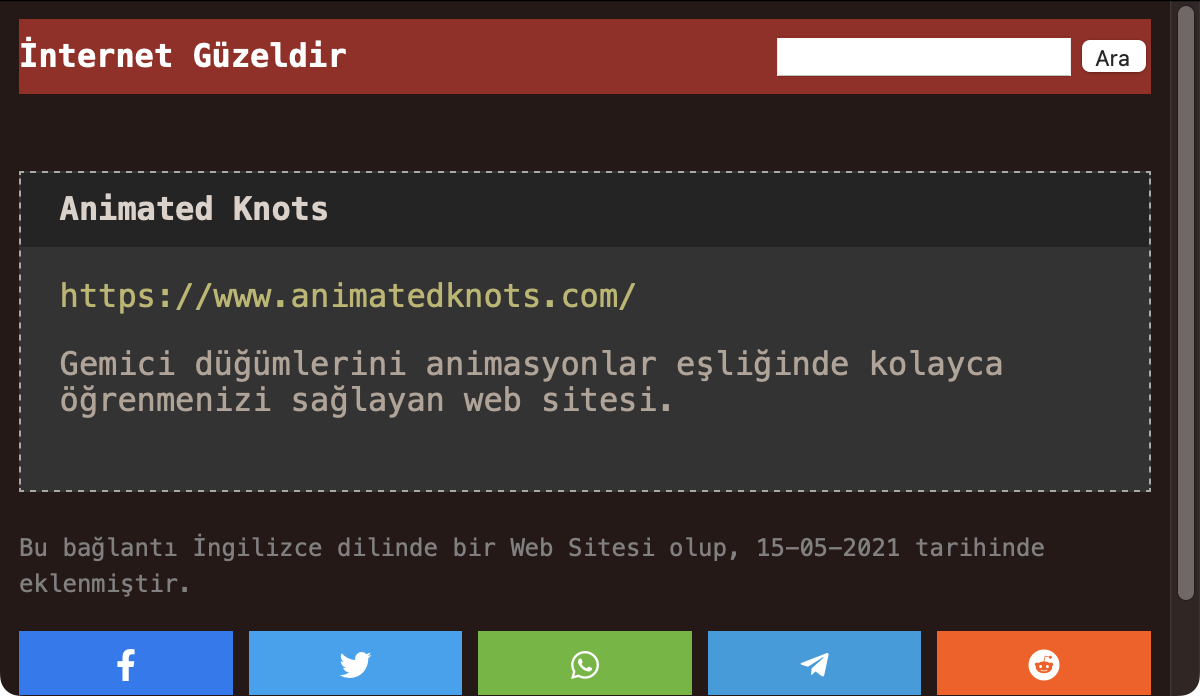 İnternet Güzeldir
Ara
Animated Knots
https://www.animatedknots.com/
Gemici düğümlerini animasyonlar eşliğinde kolayca
öğrenmenizi sağlayan web sitesi.
Bu bağlantı İngilizce dilinde bir Web Sitesi olup, 15-05-2021 tarihinde
eklenmiştir.